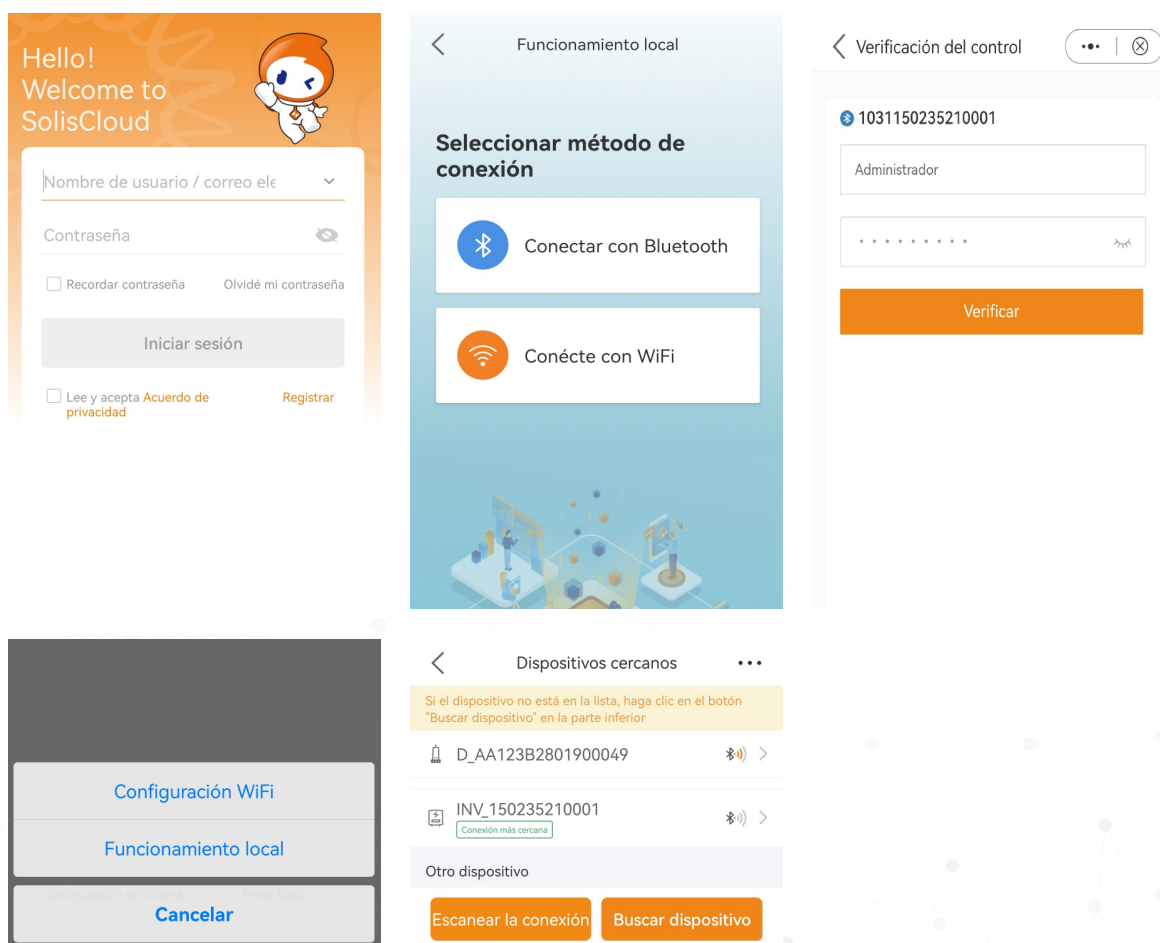 Hello!
Welcome to
SolisCloud
Nombre de usuario / correo ele
Contraseña
Recordar contraseña Olvidé mi contraseña
Iniciar sesión
Lee y acepta Acuerdo de
privacidad
Registrar
Funcionamiento local
Seleccionar método de
conexión
Conectar con Bluetooth
Conécte con WiFi
Verificación del control
1031150235210001
Administrador
Verificar
Configuración WiFi
Funcionamiento local
Cancelar
Dispositivos cercanos
Si el dispositivo no está en la lista, haga clic en el botón
"Buscar dispositivo" en la parte inferior
D_AA123B2801900049
INV_150235210001
Conexión más cercana
Otro dispositivo
Escanear la conexión Buscar dispositivo